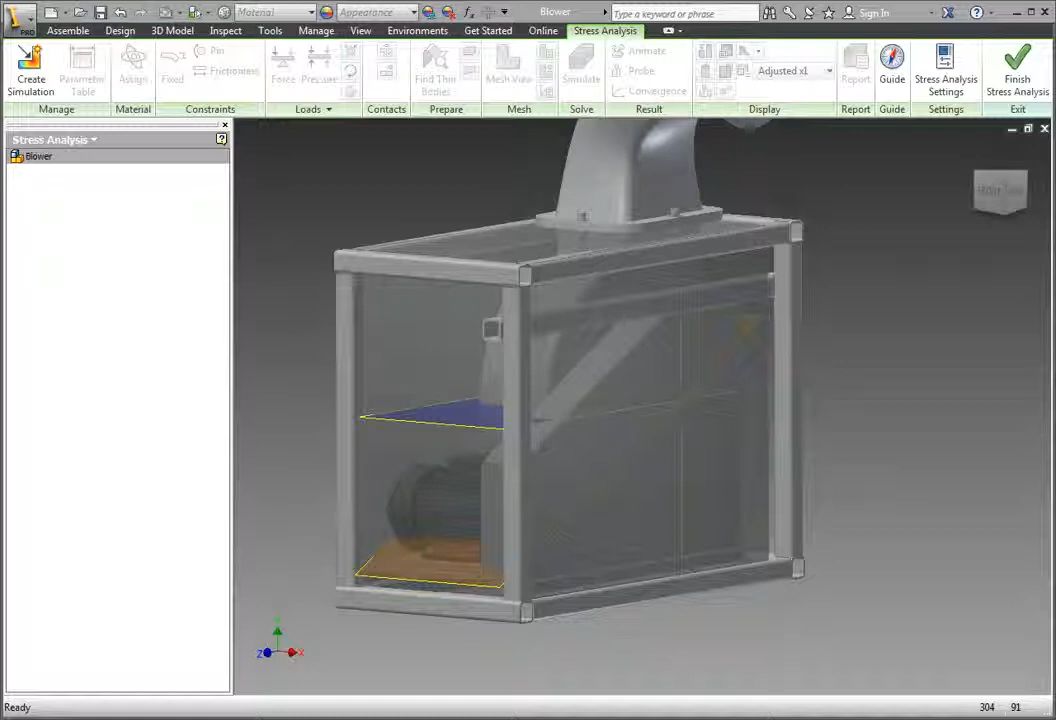 Material
Appearance
fx
Blower
Type a keyword or phrase
Sign In
PRO
Assemble
Design
3D Model
Inspect
Tools
Manage
View
Environments
Get Started
Online
Stress Analysis
Create
Simulation
Parameter
Table
Assign
Fixed
Pin
Frictionless
Force
Pressure
Find Thin
Bodies
Mesh View
Simulate
Animate
Probe
Convergence
Adjusted x1
Report
Guide
Stress Analysis
Settings
Finish
Stress Analysis
Manage
Material
Constraints
Loads
Contacts
Prepare
Mesh
Solve
Result
Display
Report
Guide
Settings
Exit
Stress Analysis
Blower
Z
X
Ready
304
91